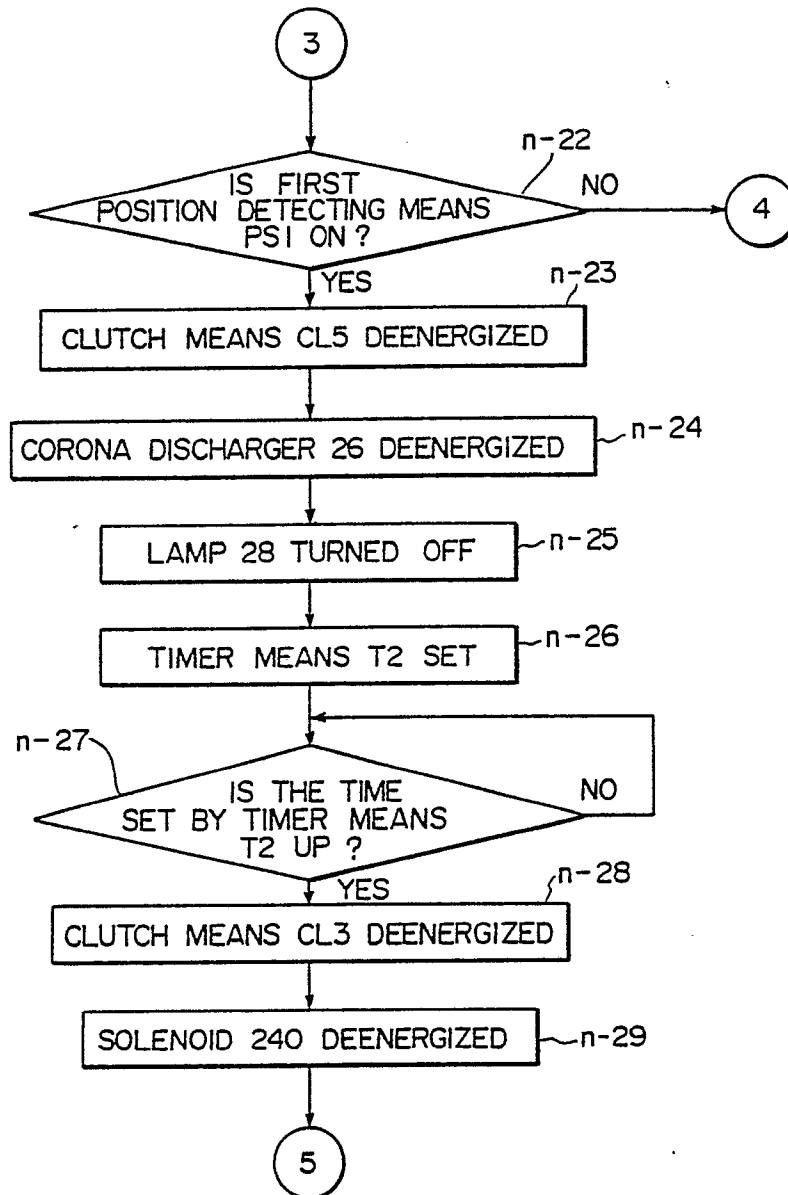 3
n-22
IS FIRST
POSITION DETECTING MEANS
PS1 ON?
NO
4
YES
n-23
CLUTCH MEANS CL5 DEENERGIZED
CORONA DISCHARGER 26 DEENERGIZED
n-24
LAMP 28 TURNED OFF
n-25
TIMER MEANS T2 SET
n-26
n-27
IS THE TIME
SET BY TIMER MEANS
T2 UP ?
NO
YES
n-28
CLUTCH MEANS CL3 DEENERGIZED
SOLENOID 240 DEENERGIZED
n-29
5